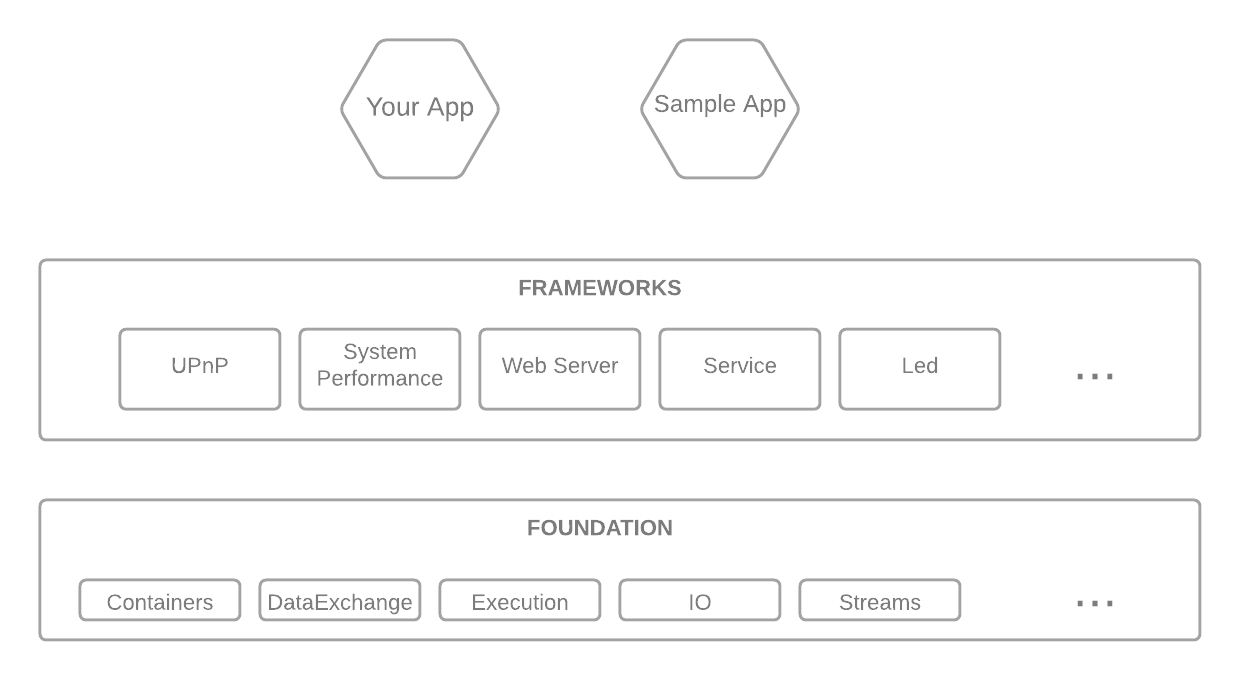 Your App
Sample App
FRAMEWORKS
UPnP
System
Performance
Web Server
Service
Led
...
FOUNDATION
Containers
DataExchange
Execution
IO
Streams
...